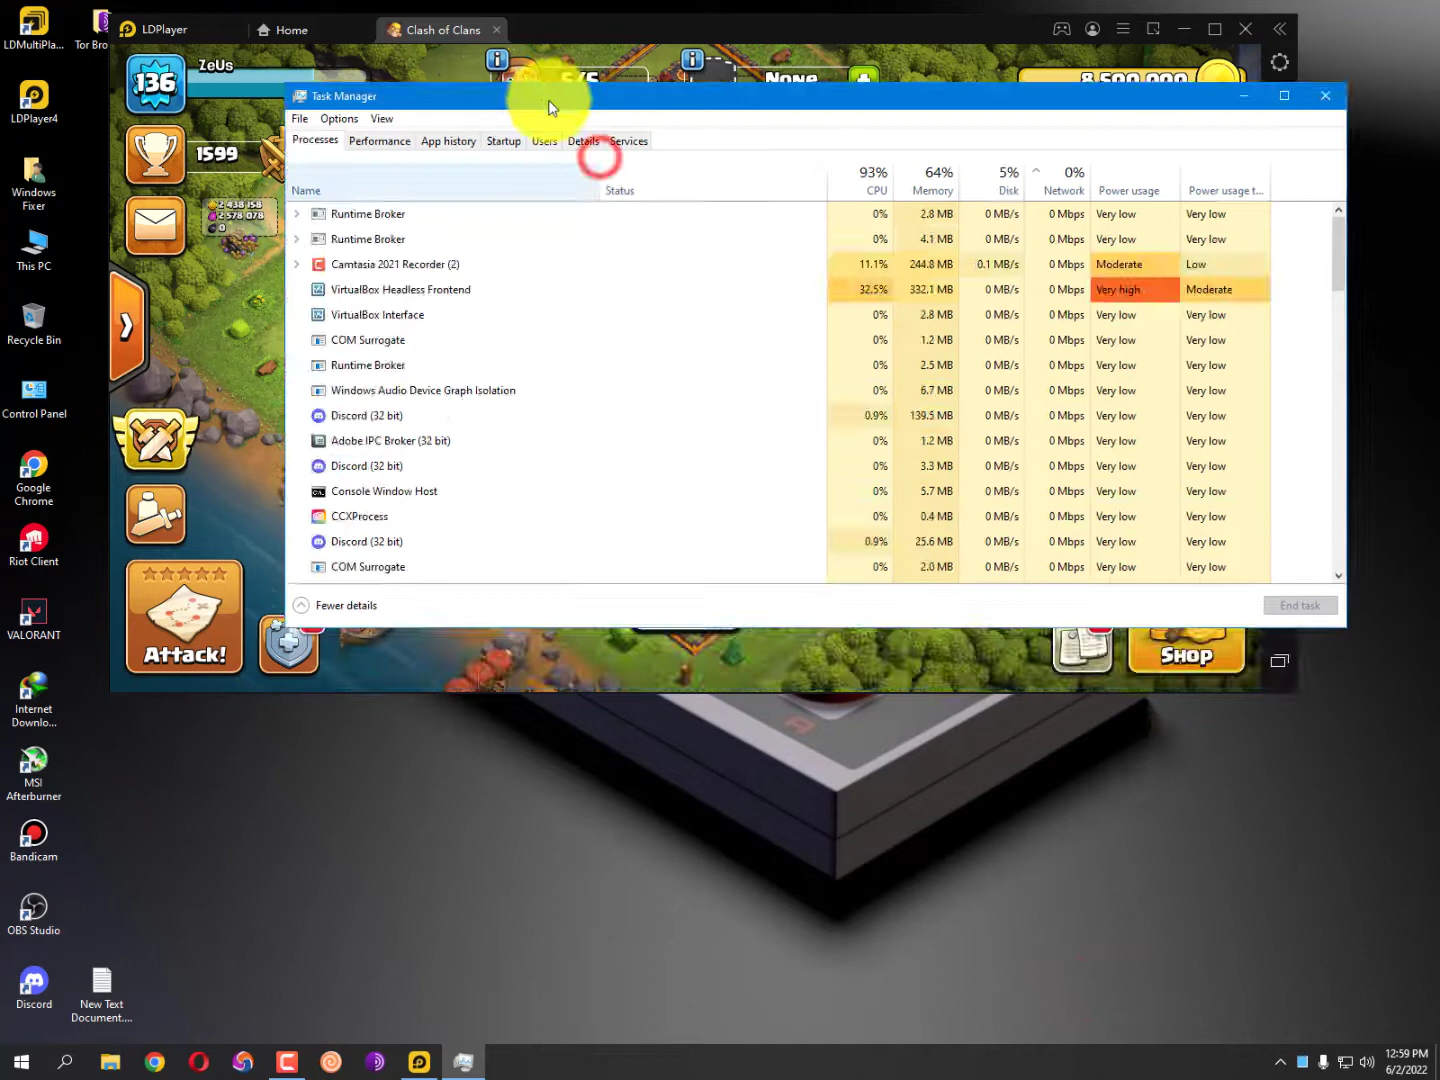 LDMultiPla...
Tor Bro
LDPlayer
Home
Clash of Clans
136
ZeUs
5/5
None
8 500 000
1599
2 438 158
2 578 078
0
Attack!
Shop
Task Manager
File Options View
Processes Performance App history Startup Users Details Services
93% 64% 5% 0%
Name Status CPU Memory Disk Network Power usage Power usage t...
Runtime Broker 0% 2.8 MB 0 MB/s 0 Mbps Very low Very low
Runtime Broker 0% 4.1 MB 0 MB/s 0 Mbps Very low Very low
Camtasia 2021 Recorder (2) 11.1% 244.8 MB 0.1 MB/s 0 Mbps Moderate Low
VirtualBox Headless Frontend 32.5% 332.1 MB 0 MB/s 0 Mbps Very high Moderate
VirtualBox Interface 0% 2.8 MB 0 MB/s 0 Mbps Very low Very low
COM Surrogate 0% 1.2 MB 0 MB/s 0 Mbps Very low Very low
Runtime Broker 0% 2.5 MB 0 MB/s 0 Mbps Very low Very low
Windows Audio Device Graph Isolation 0% 6.7 MB 0 MB/s 0 Mbps Very low Very low
Discord (32 bit) 0.9% 139.5 MB 0 MB/s 0 Mbps Very low Very low
Adobe IPC Broker (32 bit) 0% 1.2 MB 0 MB/s 0 Mbps Very low Very low
Discord (32 bit) 0% 3.3 MB 0 MB/s 0 Mbps Very low Very low
Console Window Host 0% 5.7 MB 0 MB/s 0 Mbps Very low Very low
CCXProcess 0% 0.4 MB 0 MB/s 0 Mbps Very low Very low
Discord (32 bit) 0.9% 25.6 MB 0 MB/s 0 Mbps Very low Very low
COM Surrogate 0% 2.0 MB 0 MB/s 0 Mbps Very low Very low
Fewer details
End task
LDPlayer4
Windows
Fixer
This PC
Recycle Bin
Control Panel
Google
Chrome
Riot Client
VALORANT
Internet
Downlo...
MSI
Afterburner
Bandicam
OBS Studio
Discord
New Text
Document....
12:59 PM
6/2/2022